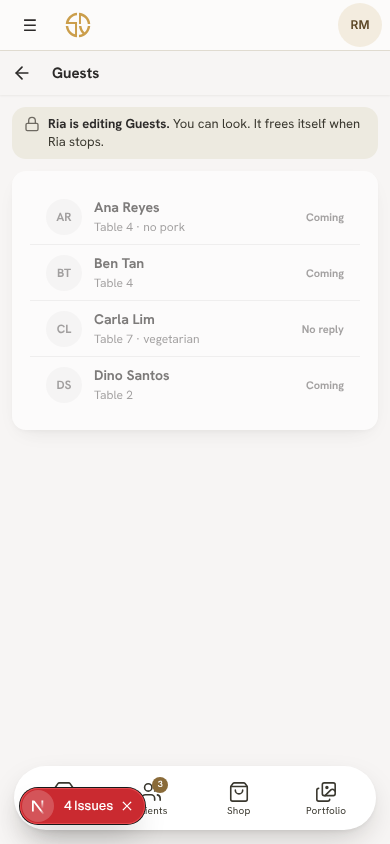 ☰
RM
Guests
Ria is editing Guests. You can look. It frees itself when
Ria stops.
AR
Ana Reyes
Table 4 · no pork
Coming
BT
Ben Tan
Table 4
Coming
CL
Carla Lim
Table 7 · vegetarian
No reply
DS
Dino Santos
Table 2
Coming
3
N
4 Issues
ients
Shop
Portfolio